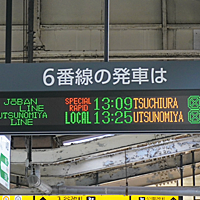 6番線の発車は
JOBAN LINE SPECIAL RAPID 13:09 TSUCHIURA
UTSUNOMIYA LINE LOCAL 13:25 UTSUNOMIYA